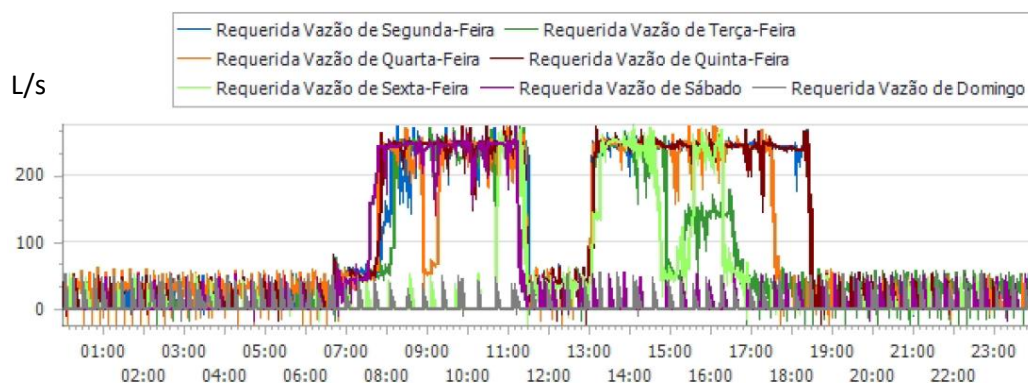 Requerida Vazão de Segunda-Feira Requerida Vazão de Terça-Feira
Requerida Vazão de Quarta-Feira Requerida Vazão de Quinta-Feira
Requerida Vazão de Sexta-Feira Requerida Vazão de Sábado Requerida Vazão de Domingo
L/s
200
100
0
01:00 03:00 05:00 07:00 09:00 11:00 13:00 15:00 17:00 19:00 21:00 23:00
02:00 04:00 06:00 08:00 10:00 12:00 14:00 16:00 18:00 20:00 22:00